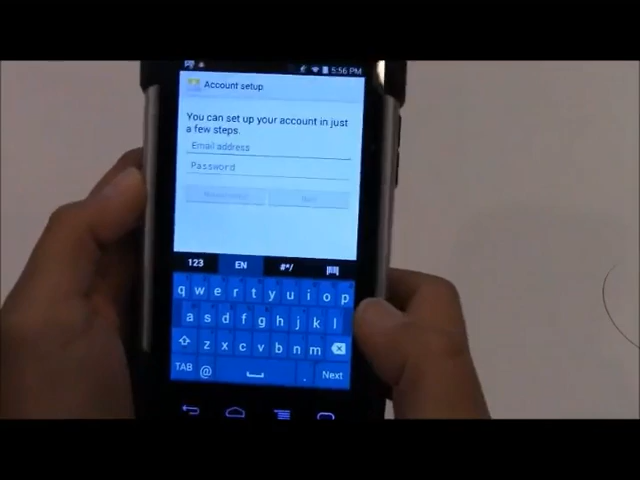 5:56 PM
Account setup
You can set up your account in just
a few steps.
Email address
Password
123 EN #*/
q w e r t y u i o p
a s d f g h j k l
z x c v b n m
TAB @ . Next